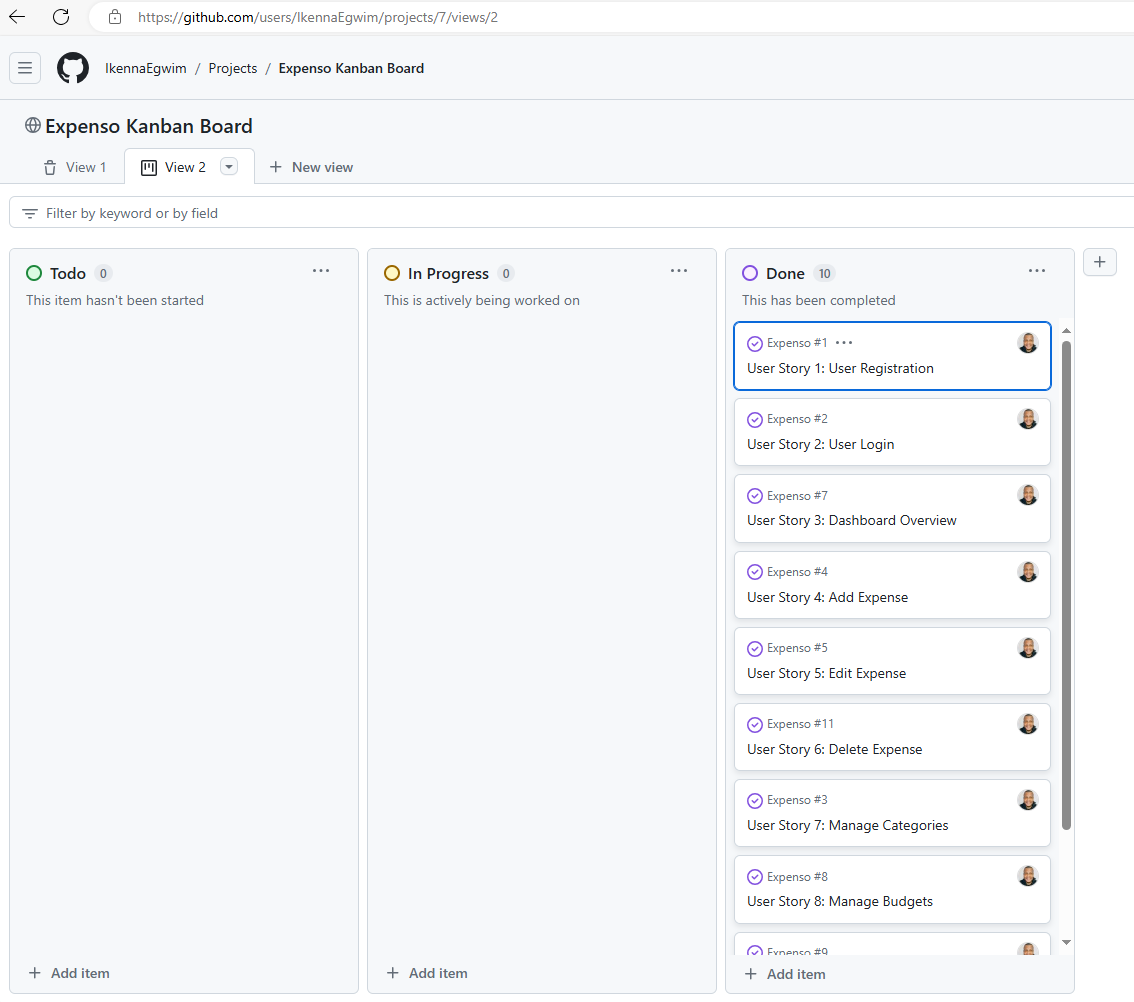 https://github.com/users/IkennaEgwim/projects/7/views/2
IkennaEgwim / Projects / Expenso Kanban Board
Expenso Kanban Board
View 1
View 2
New view
Filter by keyword or by field
Todo 0
This item hasn't been started
Add item
In Progress 0
This is actively being worked on
Add item
Done 10
This has been completed
Expenso #1
User Story 1: User Registration
Expenso #2
User Story 2: User Login
Expenso #7
User Story 3: Dashboard Overview
Expenso #4
User Story 4: Add Expense
Expenso #5
User Story 5: Edit Expense
Expenso #11
User Story 6: Delete Expense
Expenso #3
User Story 7: Manage Categories
Expenso #8
User Story 8: Manage Budgets
Expenso #9
Add item